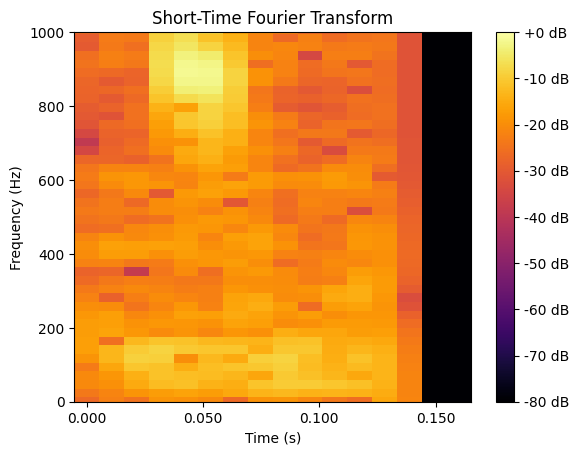 Short-Time Fourier Transform
1000
800
600
400
200
0
Frequency (Hz)
0.000
0.050
0.100
0.150
Time (s)
+0 dB
-10 dB
-20 dB
-30 dB
-40 dB
-50 dB
-60 dB
-70 dB
-80 dB